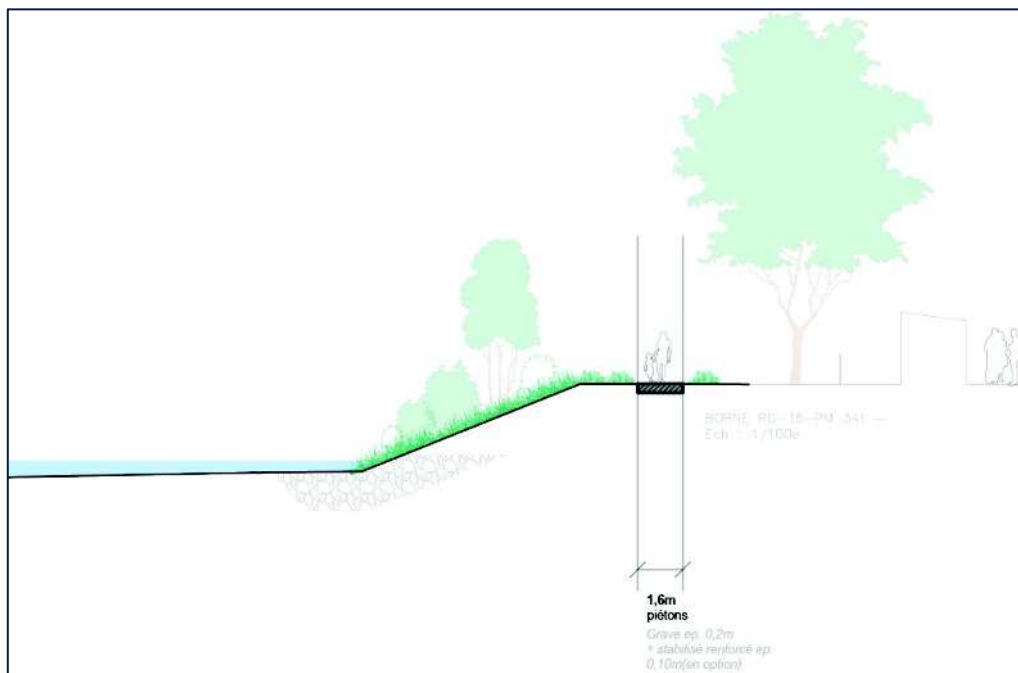 BORNE RD-16-PM 341 -
Ech : 1/100e
1,6m
piétons
Grave ep. 0,2m
+ stabilisé renforcé ep.
0,10m(en option)